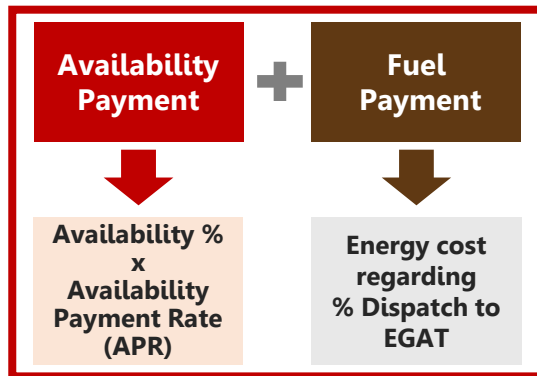 Availability
Payment
Fuel
Payment
Availability %
x
Availability
Payment Rate
(APR)
Energy cost
regarding
% Dispatch to
EGAT